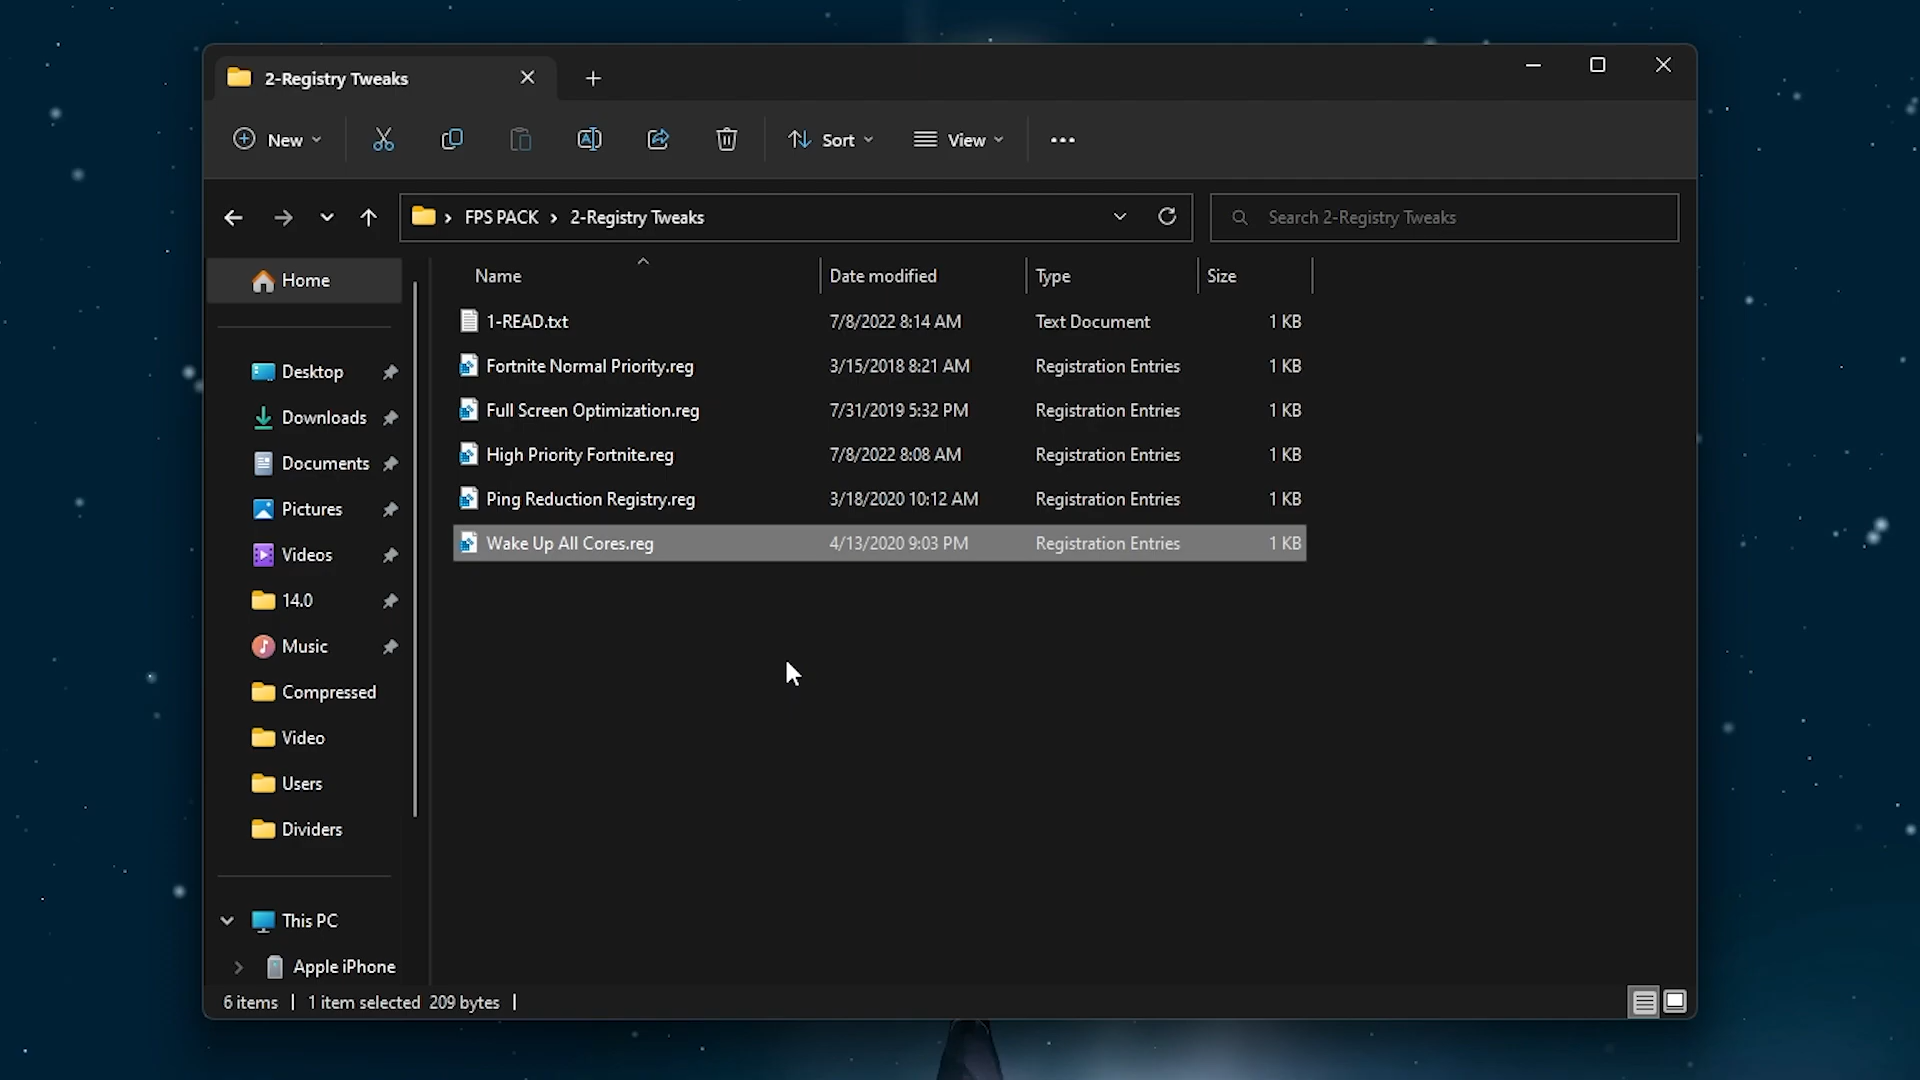 2-Registry Tweaks
New
Sort
View
FPS PACK
2-Registry Tweaks
Search 2-Registry Tweaks
Name Date modified Type Size
1-READ.txt 7/8/2022 8:14 AM Text Document 1 KB
Fortnite Normal Priority.reg 3/15/2018 8:21 AM Registration Entries 1 KB
Full Screen Optimization.reg 7/31/2019 5:32 PM Registration Entries 1 KB
High Priority Fortnite.reg 7/8/2022 8:08 AM Registration Entries 1 KB
Ping Reduction Registry.reg 3/18/2020 10:12 AM Registration Entries 1 KB
Wake Up All Cores.reg 4/13/2020 9:03 PM Registration Entries 1 KB
Home
Desktop
Downloads
Documents
Pictures
Videos
14.0
Music
Compressed
Video
Users
Dividers
This PC
Apple iPhone
6 items 1 item selected 209 bytes